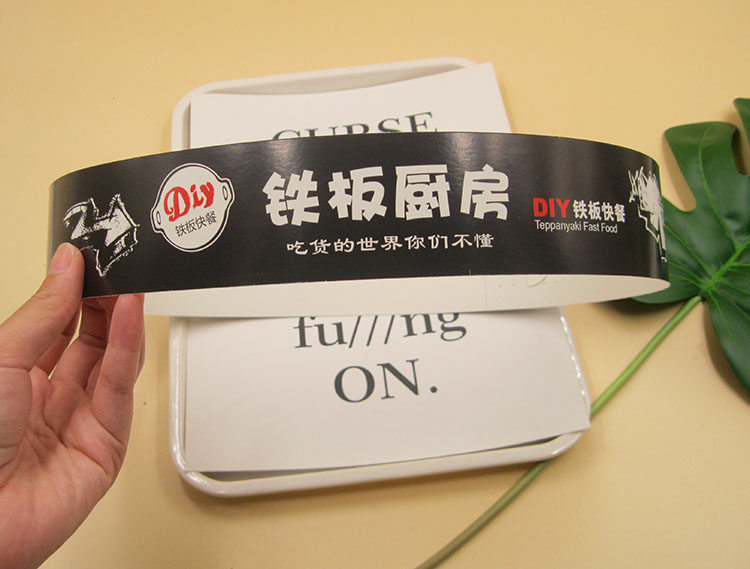 CURSE
Diy
铁板快餐
铁板厨房
吃货的世界你们不懂
DIY 铁板快餐
Teppanyaki Fast Food
fu///ng
ON.